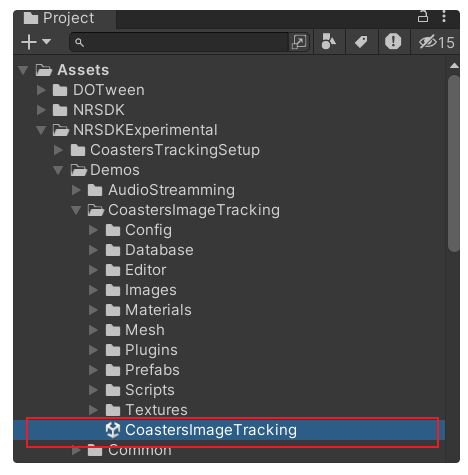 Project
15
Assets
DOTween
NRSDK
NRSDKExperimental
CoastersTrackingSetup
Demos
AudioStreamming
CoastersImageTracking
Config
Database
Editor
Images
Materials
Mesh
Plugins
Prefabs
Scripts
Textures
CoastersImageTracking
Common